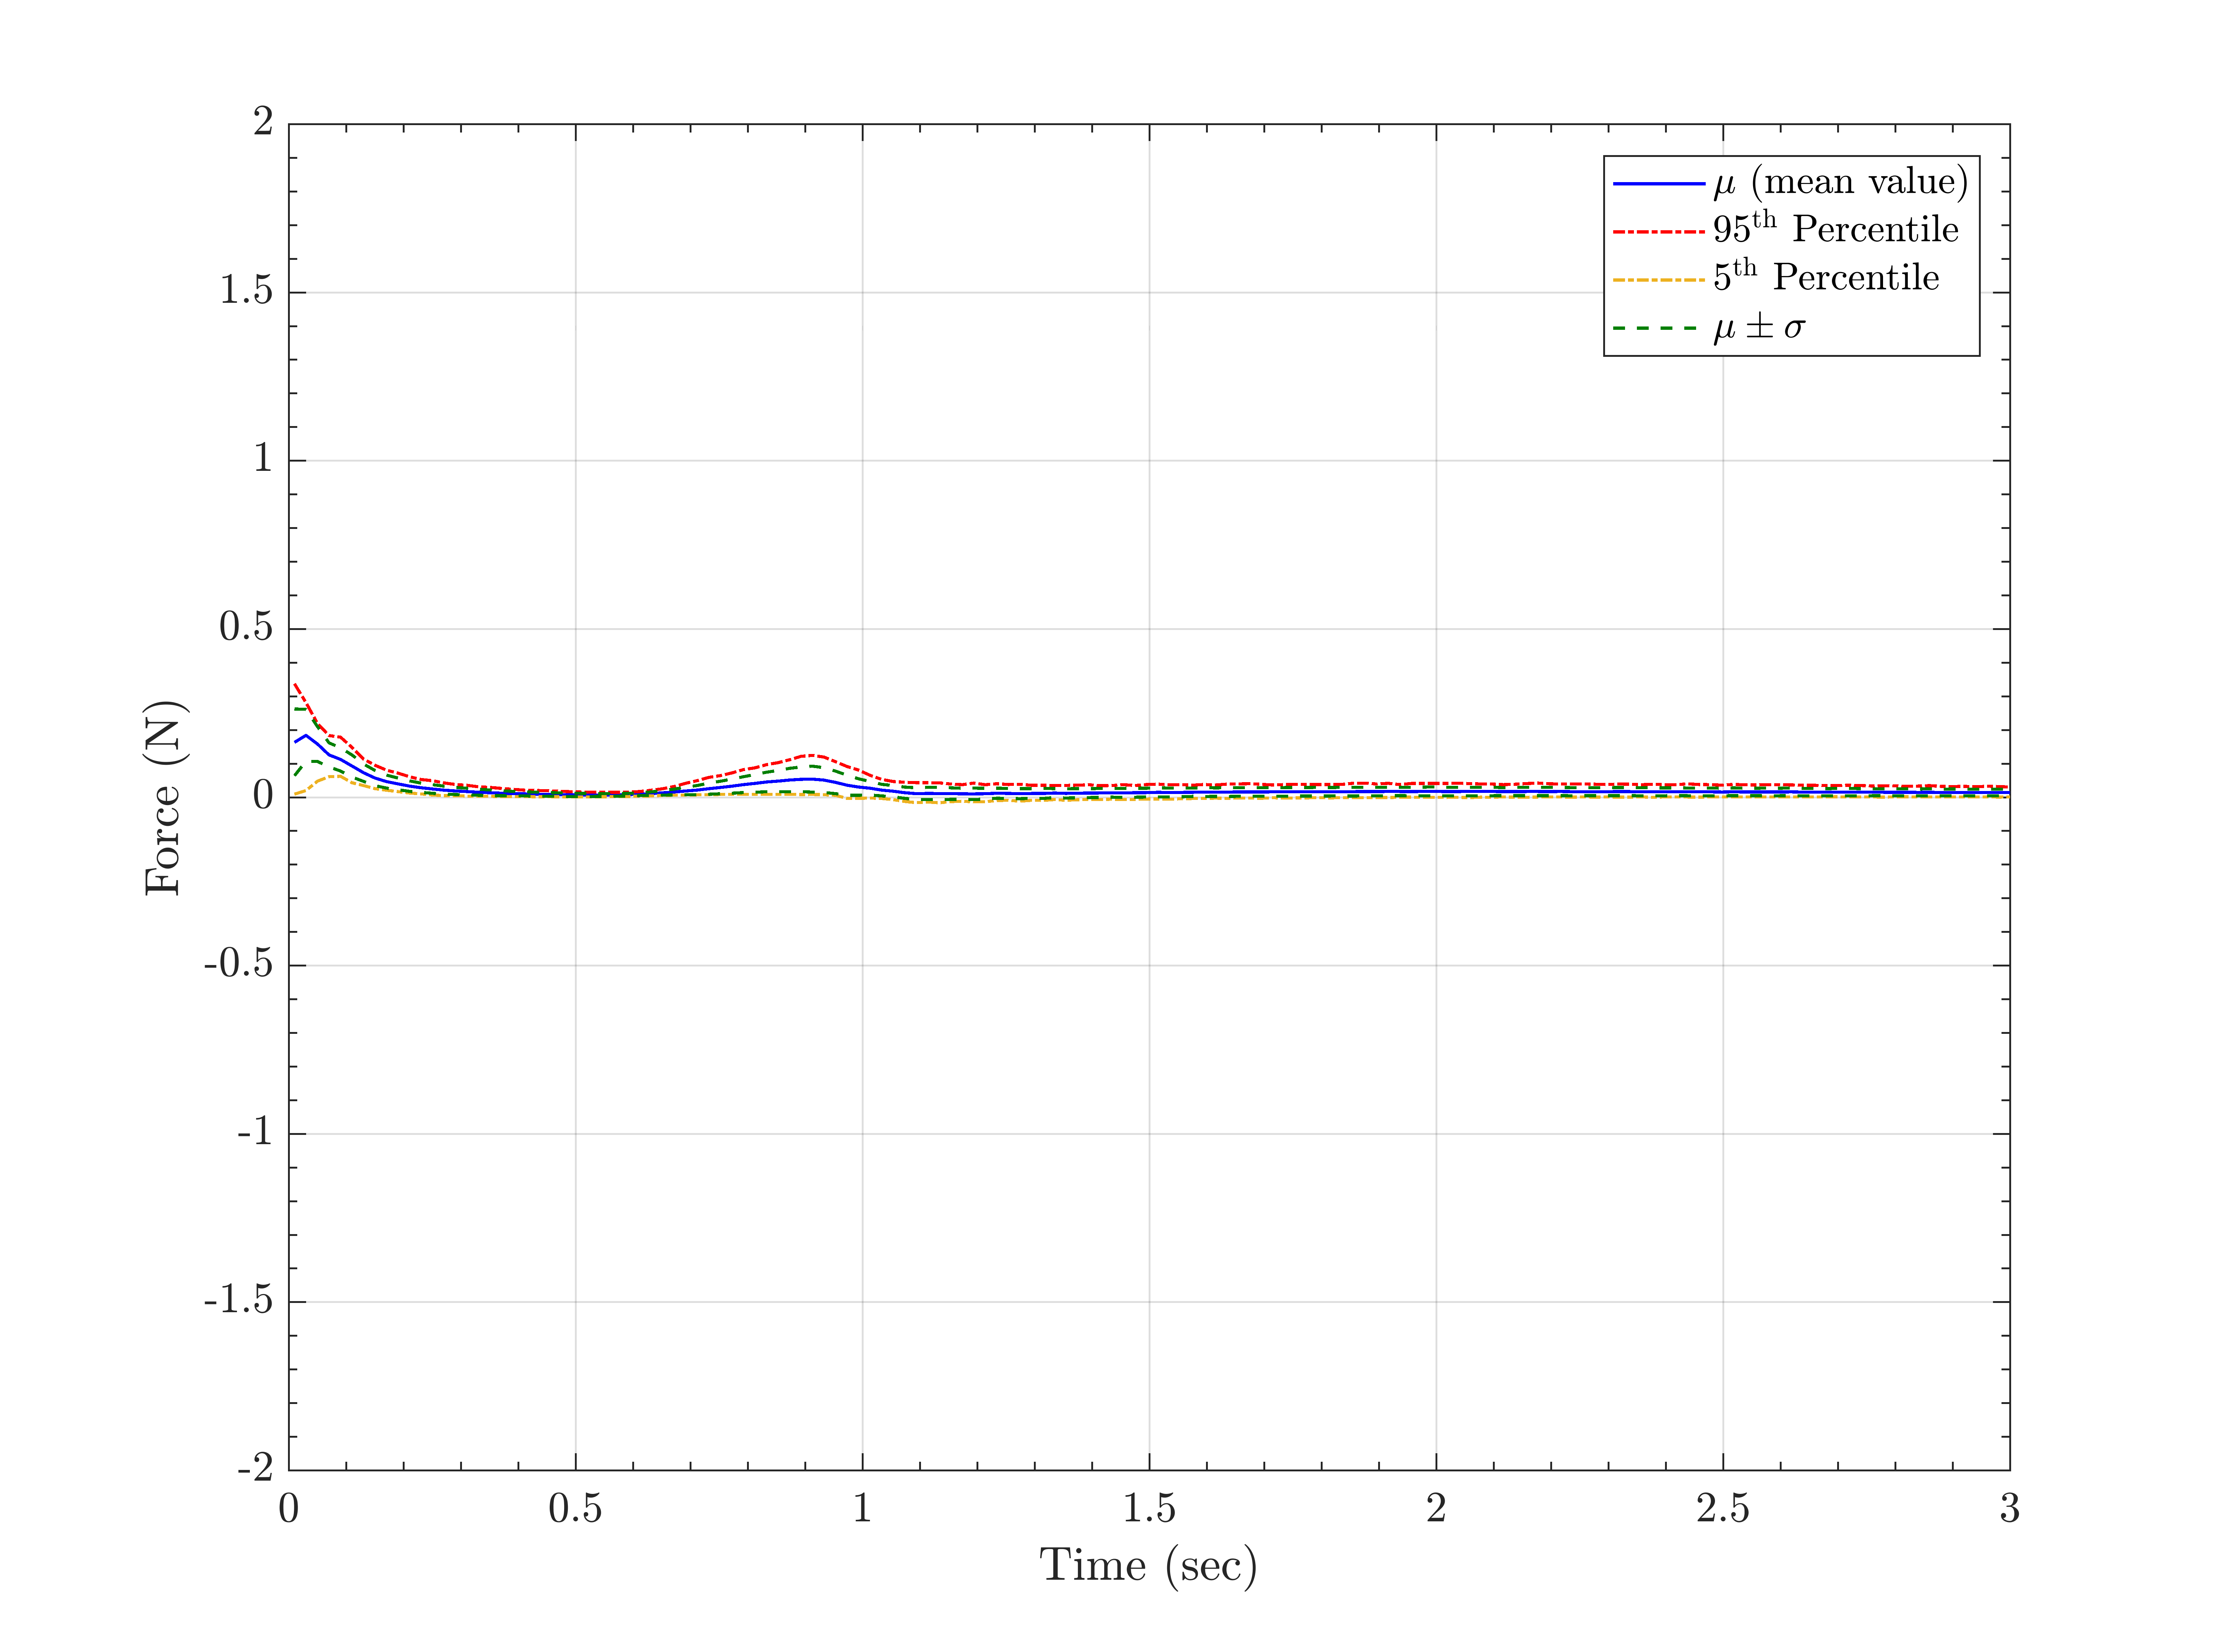 2
1.5
1
0.5
0
-0.5
-1
-1.5
-2
Force (N)
μ (mean value)
95th Percentile
5th Percentile
μ ± σ
0 0.5 1 1.5 2 2.5 3
Time (sec)